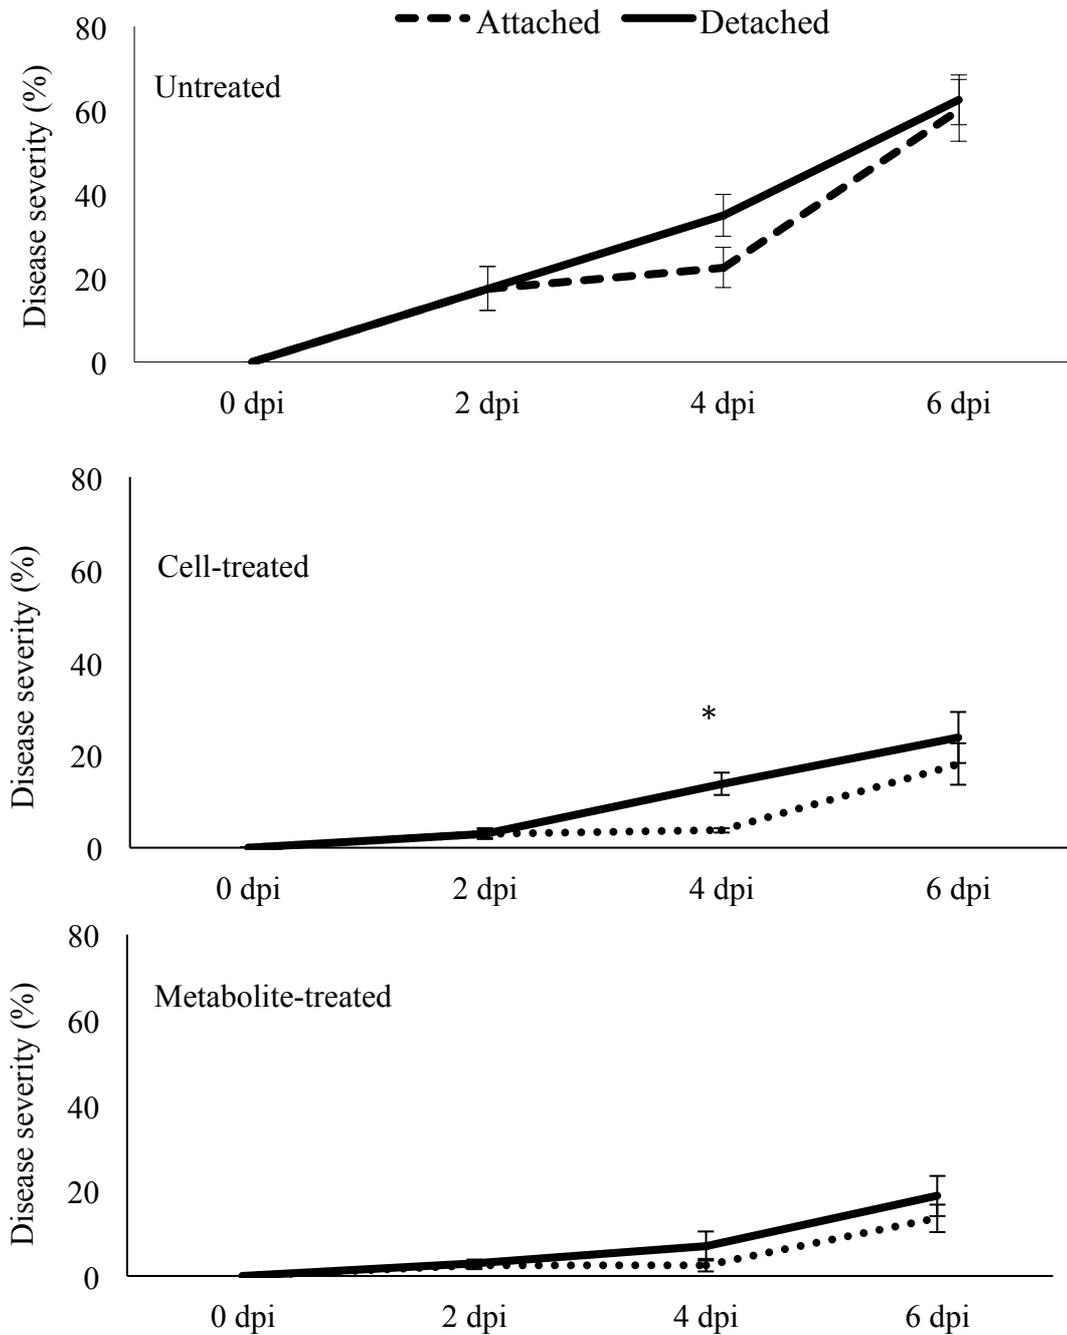 Attached Detached
Untreated
Disease severity (%)
80
60
40
20
0
0 dpi 2 dpi 4 dpi 6 dpi
Cell-treated
Disease severity (%)
80
60
40
20
0
*
0 dpi 2 dpi 4 dpi 6 dpi
Metabolite-treated
Disease severity (%)
80
60
40
20
0
0 dpi 2 dpi 4 dpi 6 dpi